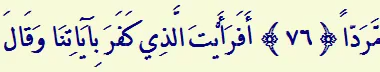 مَّرَدّاً ﴿ ٧٦ ﴾ أَفَرَأَيْتَ الَّذِي كَفَرَ بِآيَاتِنَا وَقَالَ